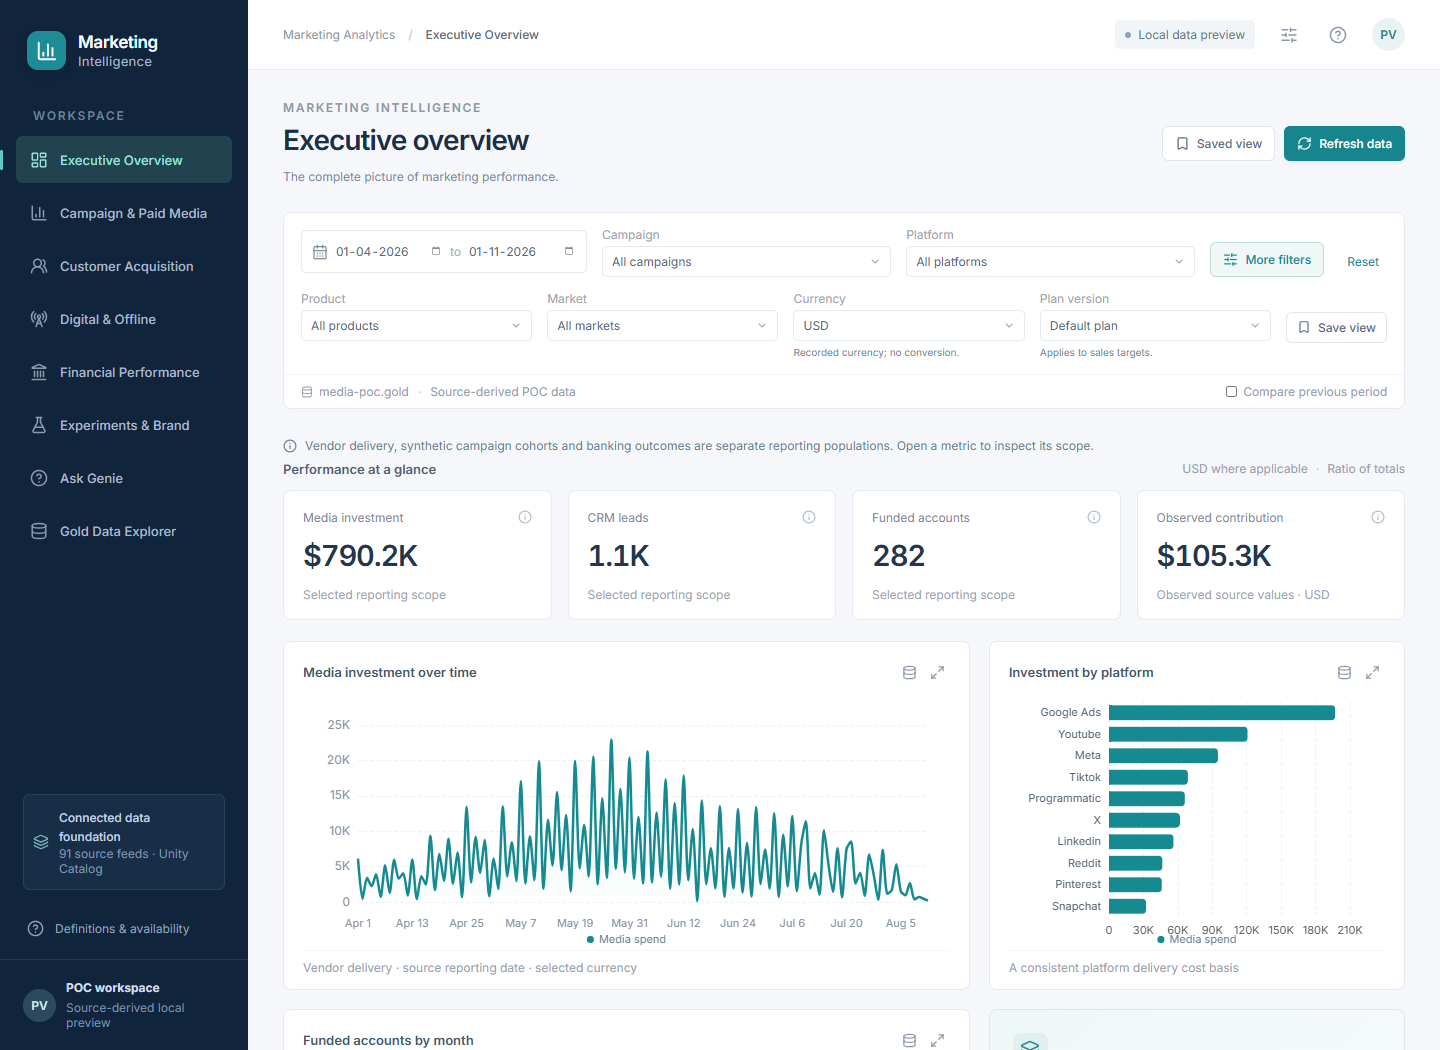 Marketing
Intelligence
WORKSPACE
Executive Overview
Campaign & Paid Media
Customer Acquisition
Digital & Offline
Financial Performance
Experiments & Brand
Ask Genie
Gold Data Explorer
Connected data
foundation
91 source feeds · Unity
Catalog
Definitions & availability
PV
POC workspace
Source-derived local
preview
Marketing Analytics / Executive Overview
Local data preview
PV
MARKETING INTELLIGENCE
Executive overview
The complete picture of marketing performance.
Saved view
Refresh data
01-04-2026 to 01-11-2026
Campaign
All campaigns
Platform
All platforms
More filters
Reset
Product
All products
Market
All markets
Currency
USD
Recorded currency; no conversion.
Plan version
Default plan
Applies to sales targets.
Save view
media-poc.gold · Source-derived POC data
Compare previous period
Vendor delivery, synthetic campaign cohorts and banking outcomes are separate reporting populations. Open a metric to inspect its scope.
Performance at a glance
USD where applicable · Ratio of totals
Media investment
$790.2K
Selected reporting scope
CRM leads
1.1K
Selected reporting scope
Funded accounts
282
Selected reporting scope
Observed contribution
$105.3K
Observed source values · USD
Media investment over time
25K
20K
15K
10K
5K
0
Apr 1 Apr 13 Apr 25 May 7 May 19 May 31 Jun 12 Jun 24 Jul 6 Jul 20 Aug 5
Media spend
Vendor delivery · source reporting date · selected currency
Investment by platform
Google Ads
Youtube
Meta
Tiktok
Programmatic
X
Linkedin
Reddit
Pinterest
Snapchat
0 30K 60K 90K 120K 150K 180K 210K
Media spend
A consistent platform delivery cost basis
Funded accounts by month